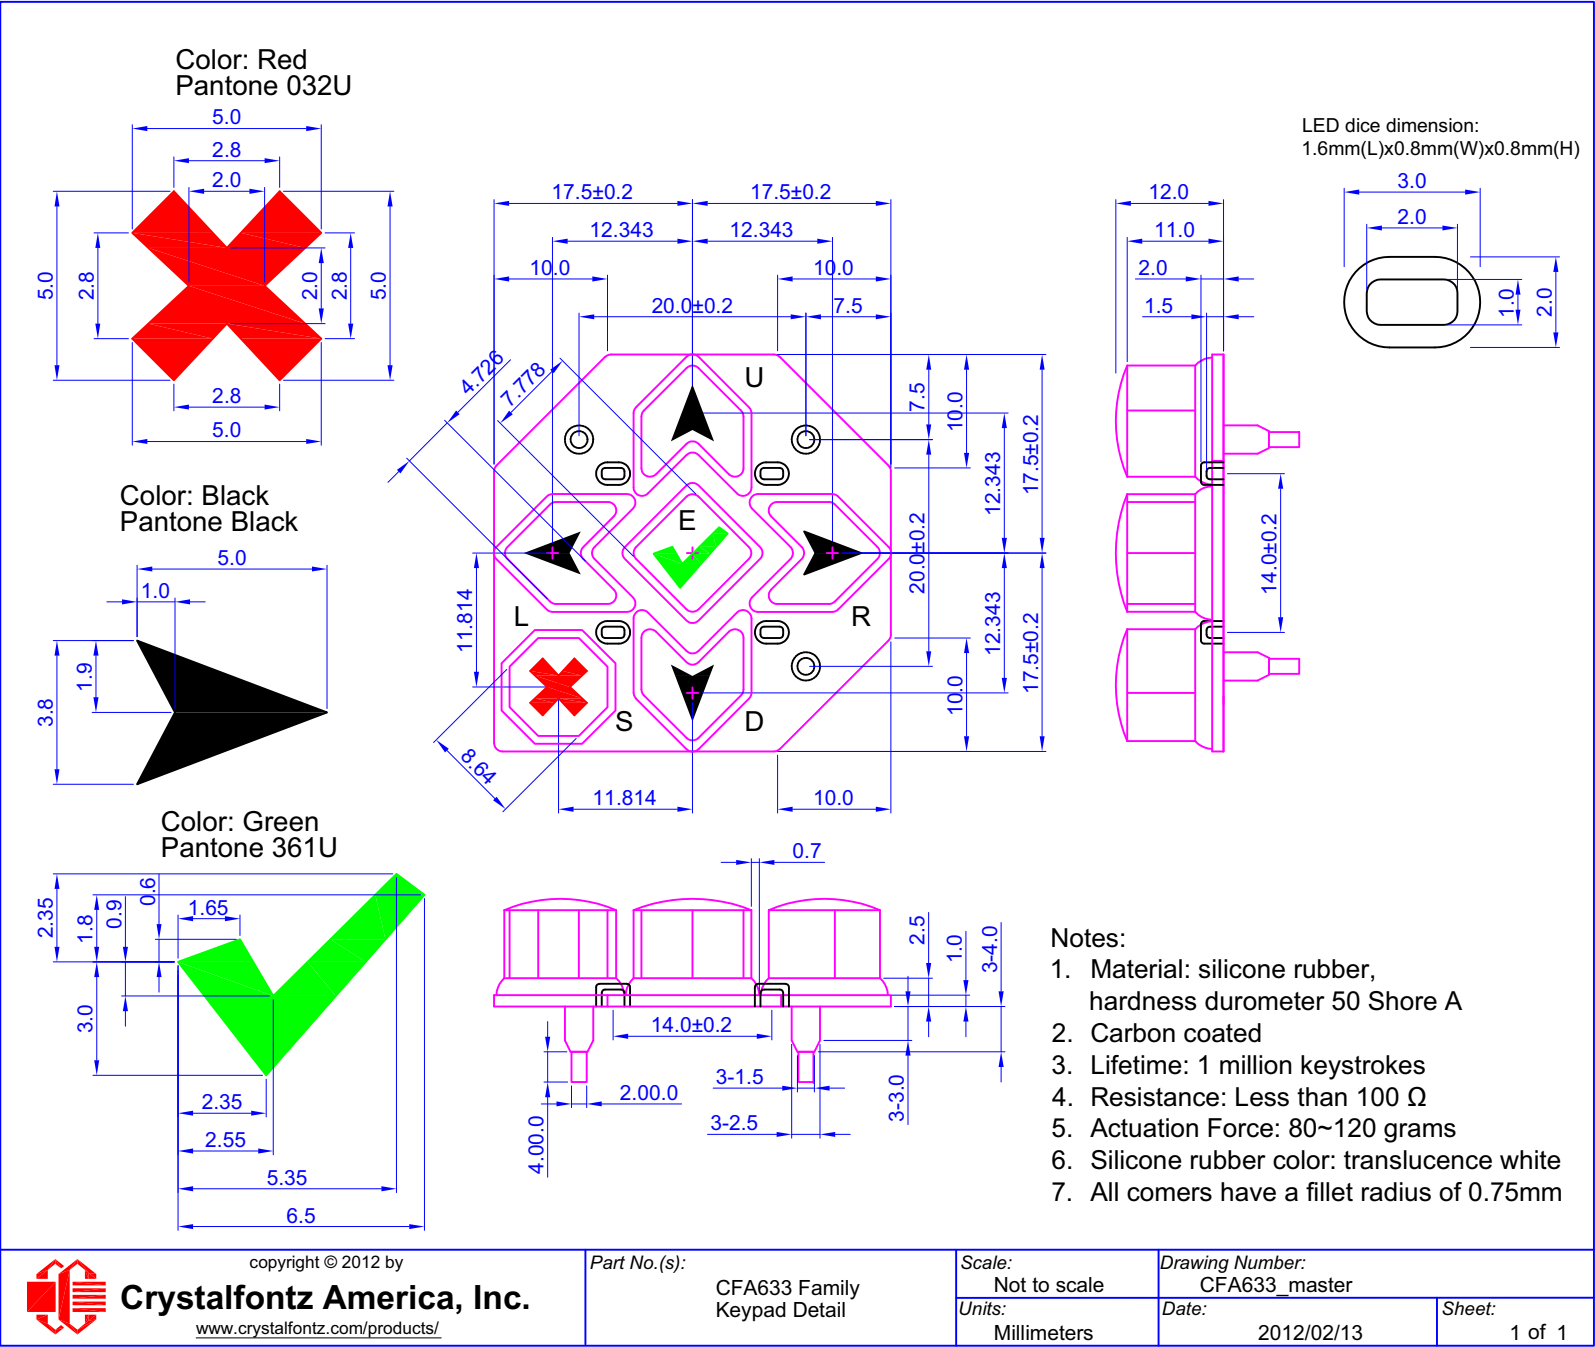 Color: Red
Pantone 032U
5.0
2.8
2.0
5.0
2.8
2.0
2.8
5.0
2.8
5.0
Color: Black
Pantone Black
5.0
1.0
1.9
3.8
Color: Green
Pantone 361U
2.35
1.8
0.9
0.6
1.65
3.0
2.35
2.55
5.35
6.5
17.5±0.2
17.5±0.2
12.343
12.343
10.0
10.0
20.0±0.2
7.5
4.726
7.778
U
E
L
R
S
D
7.5
10.0
12.343
17.5±0.2
20.0±0.2
12.343
17.5±0.2
10.0
11.814
8.64
11.814
10.0
12.0
11.0
2.0
1.5
14.0±0.2
LED dice dimension:
1.6mm(L)x0.8mm(W)x0.8mm(H)
3.0
2.0
1.0
2.0
0.7
2.5
1.0
3-4.0
14.0±0.2
3-1.5
2.00.0
3-2.5
3-3.0
4.00.0
Notes:
1. Material: silicone rubber,
hardness durometer 50 Shore A
2. Carbon coated
3. Lifetime: 1 million keystrokes
4. Resistance: Less than 100 Ω
5. Actuation Force: 80~120 grams
6. Silicone rubber color: translucence white
7. All comers have a fillet radius of 0.75mm
copyright © 2012 by
Crystalfontz America, Inc.
www.crystalfontz.com/products/
Part No.(s):
CFA633 Family
Keypad Detail
Scale:
Not to scale
Units:
Millimeters
Drawing Number:
CFA633_master
Date:
2012/02/13
Sheet:
1 of 1